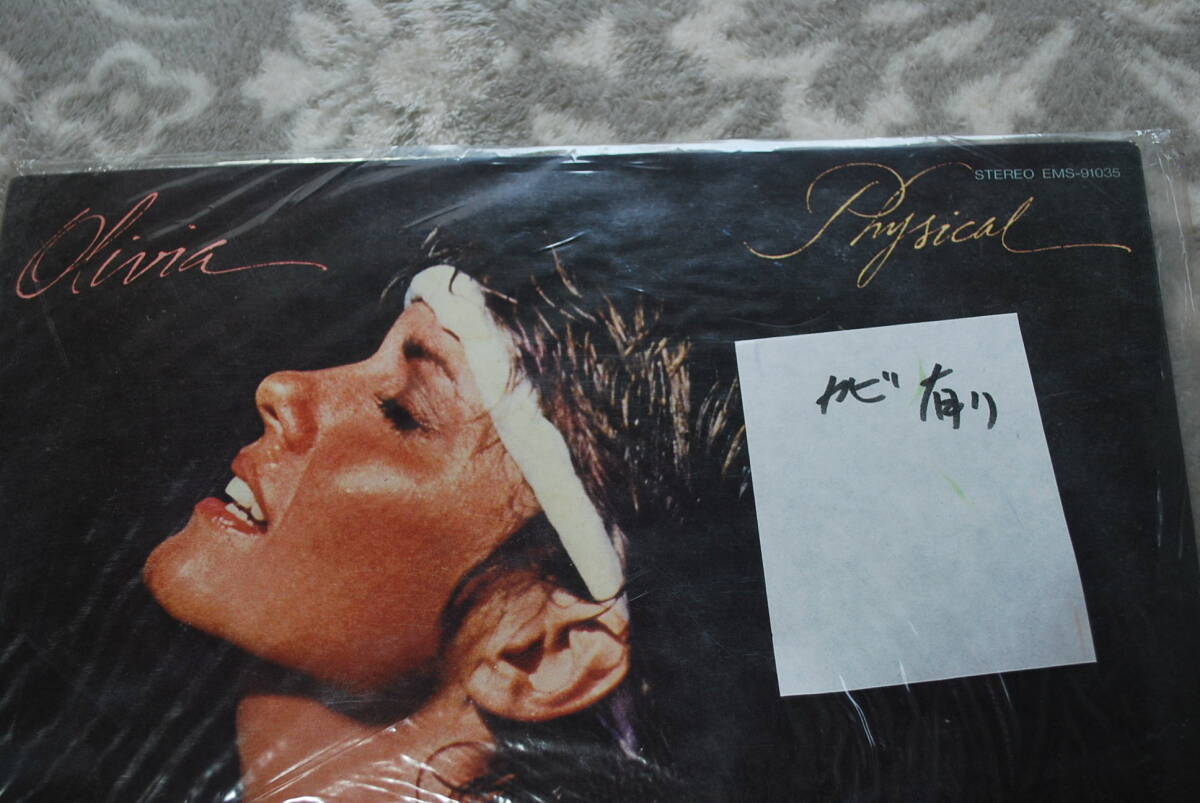 STEREO EMS-91035
Olivia
Physical
カビ 有り